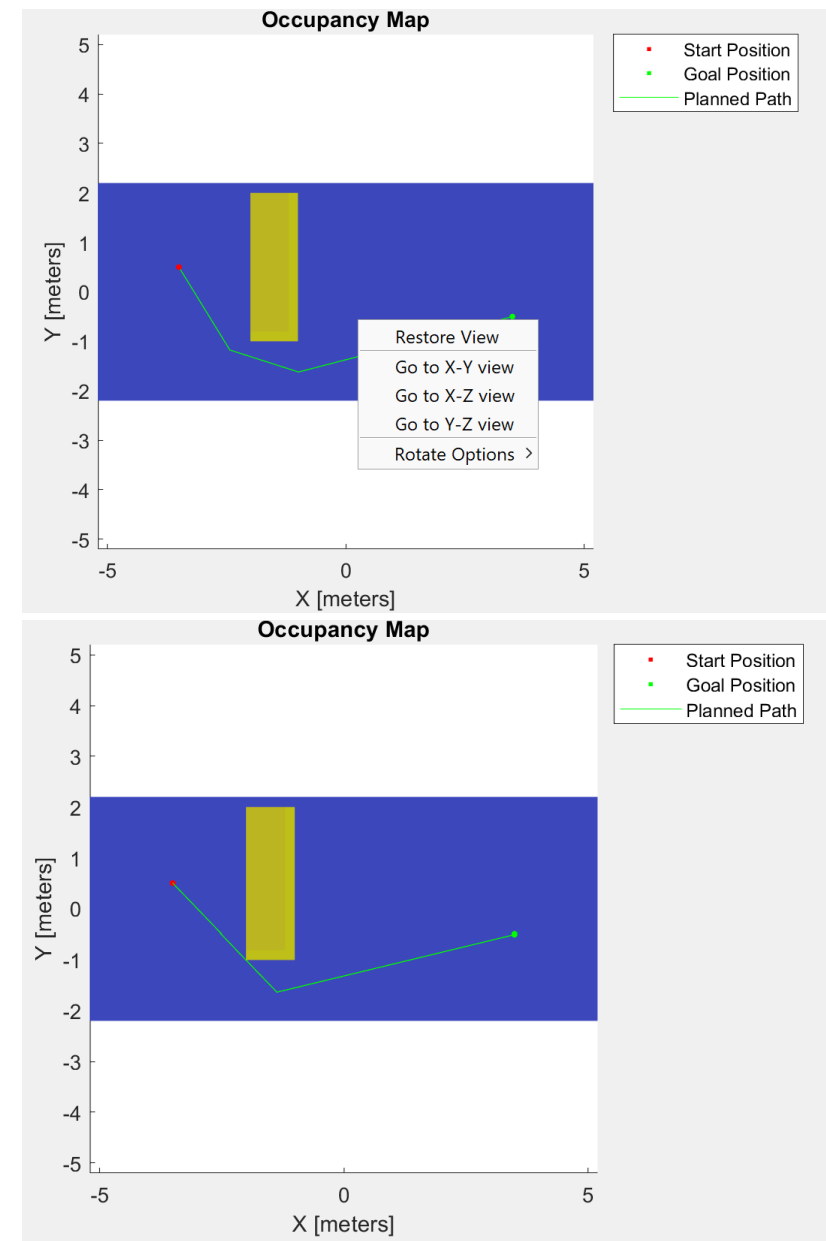 Occupancy Map
5
4
3
2
1
0
-1
-2
-3
-4
-5
Y [meters]
-5 0 5
X [meters]
Start Position
Goal Position
Planned Path
Restore View
Go to X-Y view
Go to X-Z view
Go to Y-Z view
Rotate Options
Occupancy Map
5
4
3
2
1
0
-1
-2
-3
-4
-5
Y [meters]
-5 0 5
X [meters]
Start Position
Goal Position
Planned Path